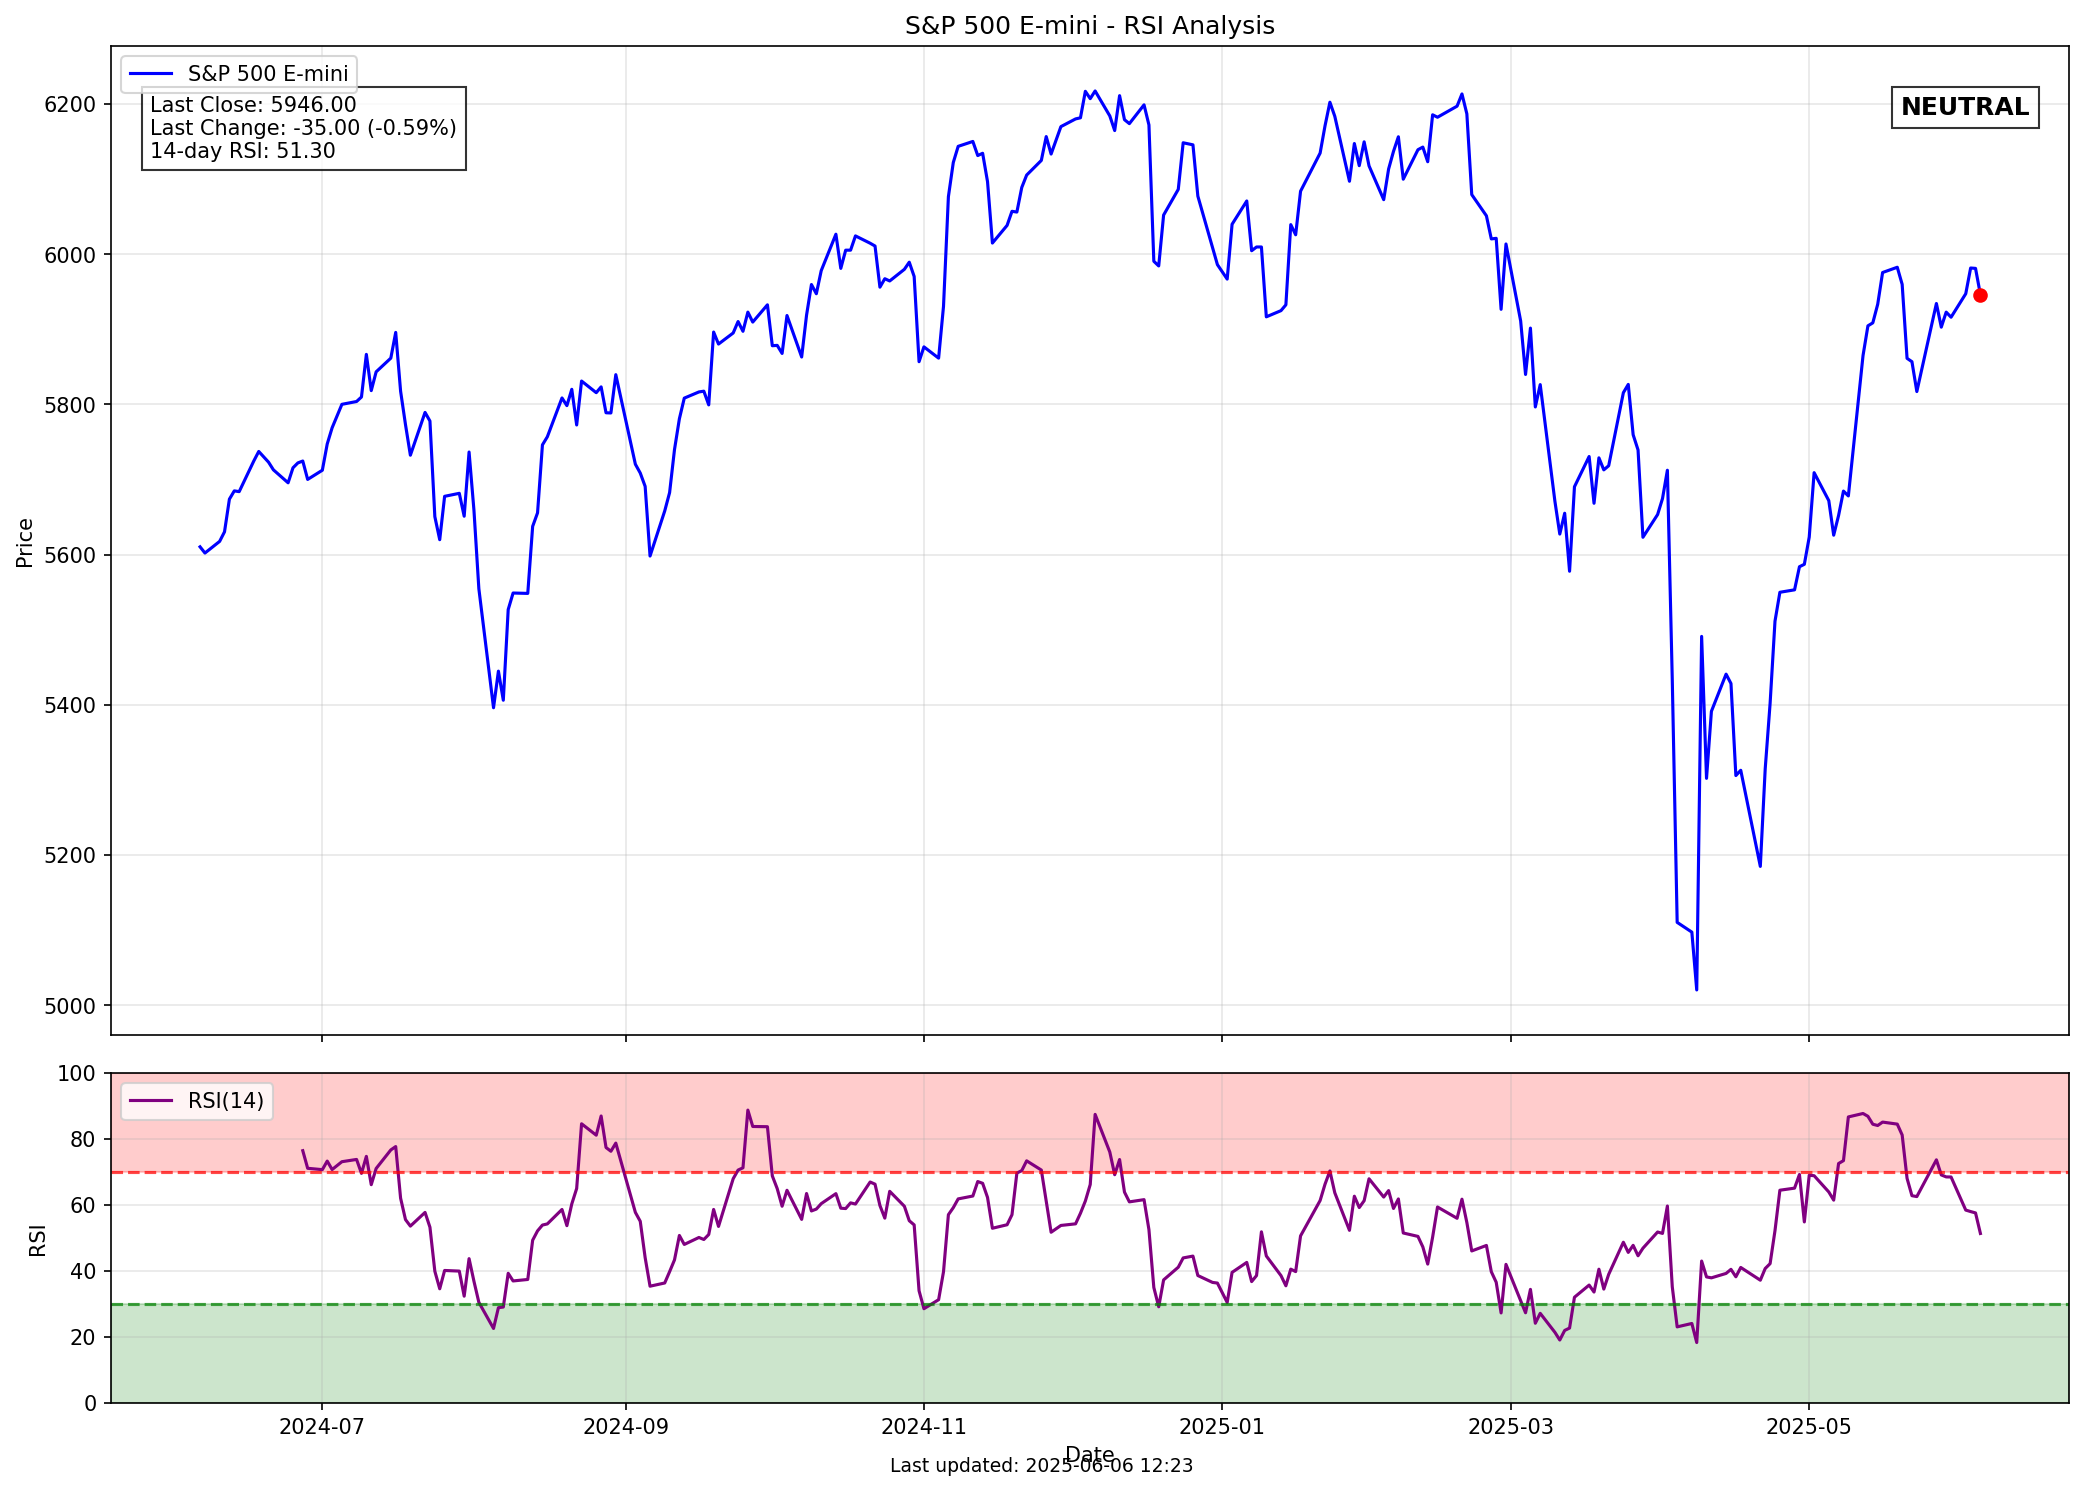 S&P 500 E-mini - RSI Analysis
S&P 500 E-mini
Last Close: 5946.00
Last Change: -35.00 (-0.59%)
14-day RSI: 51.30
NEUTRAL
Price
6200
6000
5800
5600
5400
5200
5000
RSI(14)
RSI
100
80
60
40
20
0
2024-07
2024-09
2024-11
2025-01
2025-03
2025-05
Date
Last updated: 2025-06-06 12:23